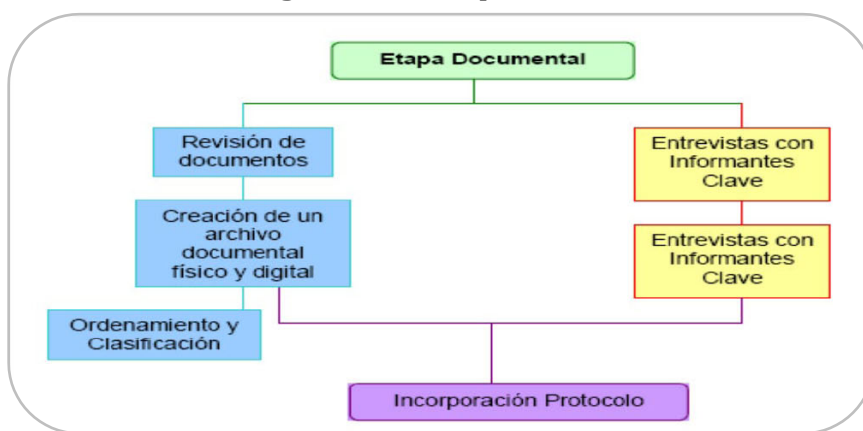 Etapa Documental
Revisión de
documentos
Creación de un
archivo
documental
físico y digital
Ordenamiento y
Clasificación
Entrevistas con
Informantes
Clave
Entrevistas con
Informantes
Clave
Incorporación Protocolo